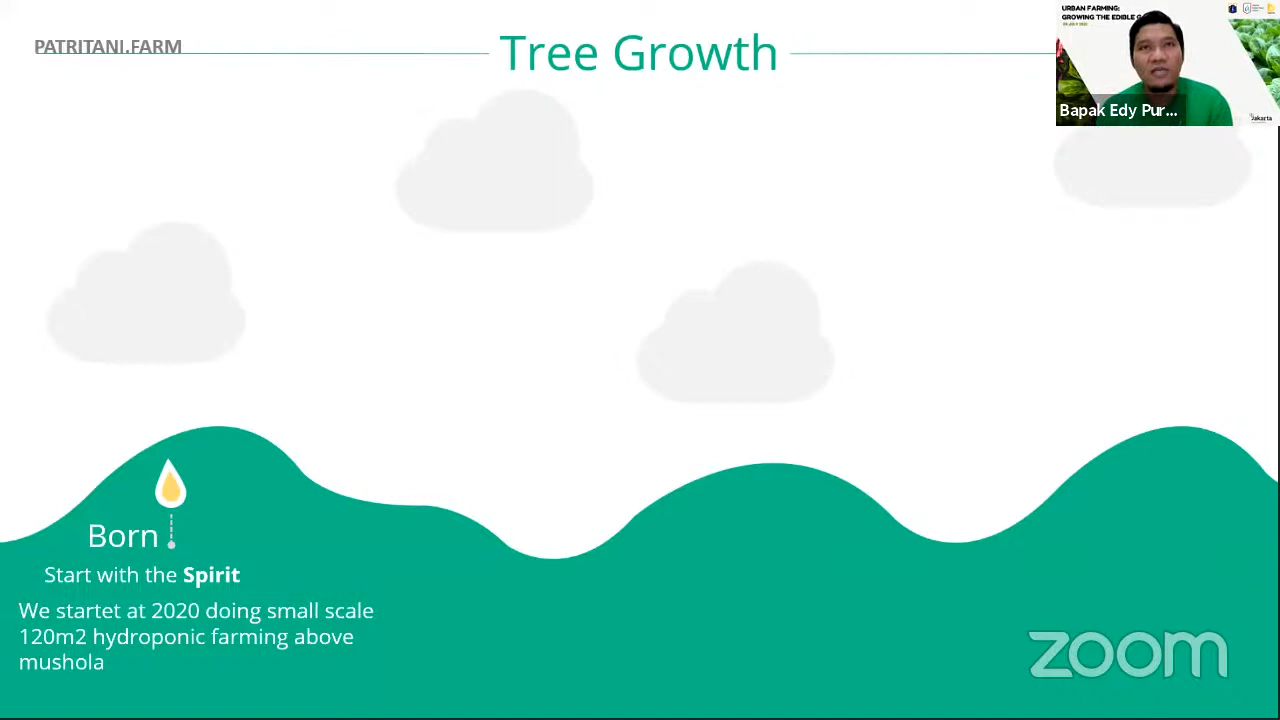 PATRITANI.FARM
Tree Growth
URBAN FARMING:
GROWING THE EDIBLE
Bapak Edy Pur...
Jakarta
Born
Start with the Spirit
We startet at 2020 doing small scale
120m2 hydroponic farming above
mushola
zoom